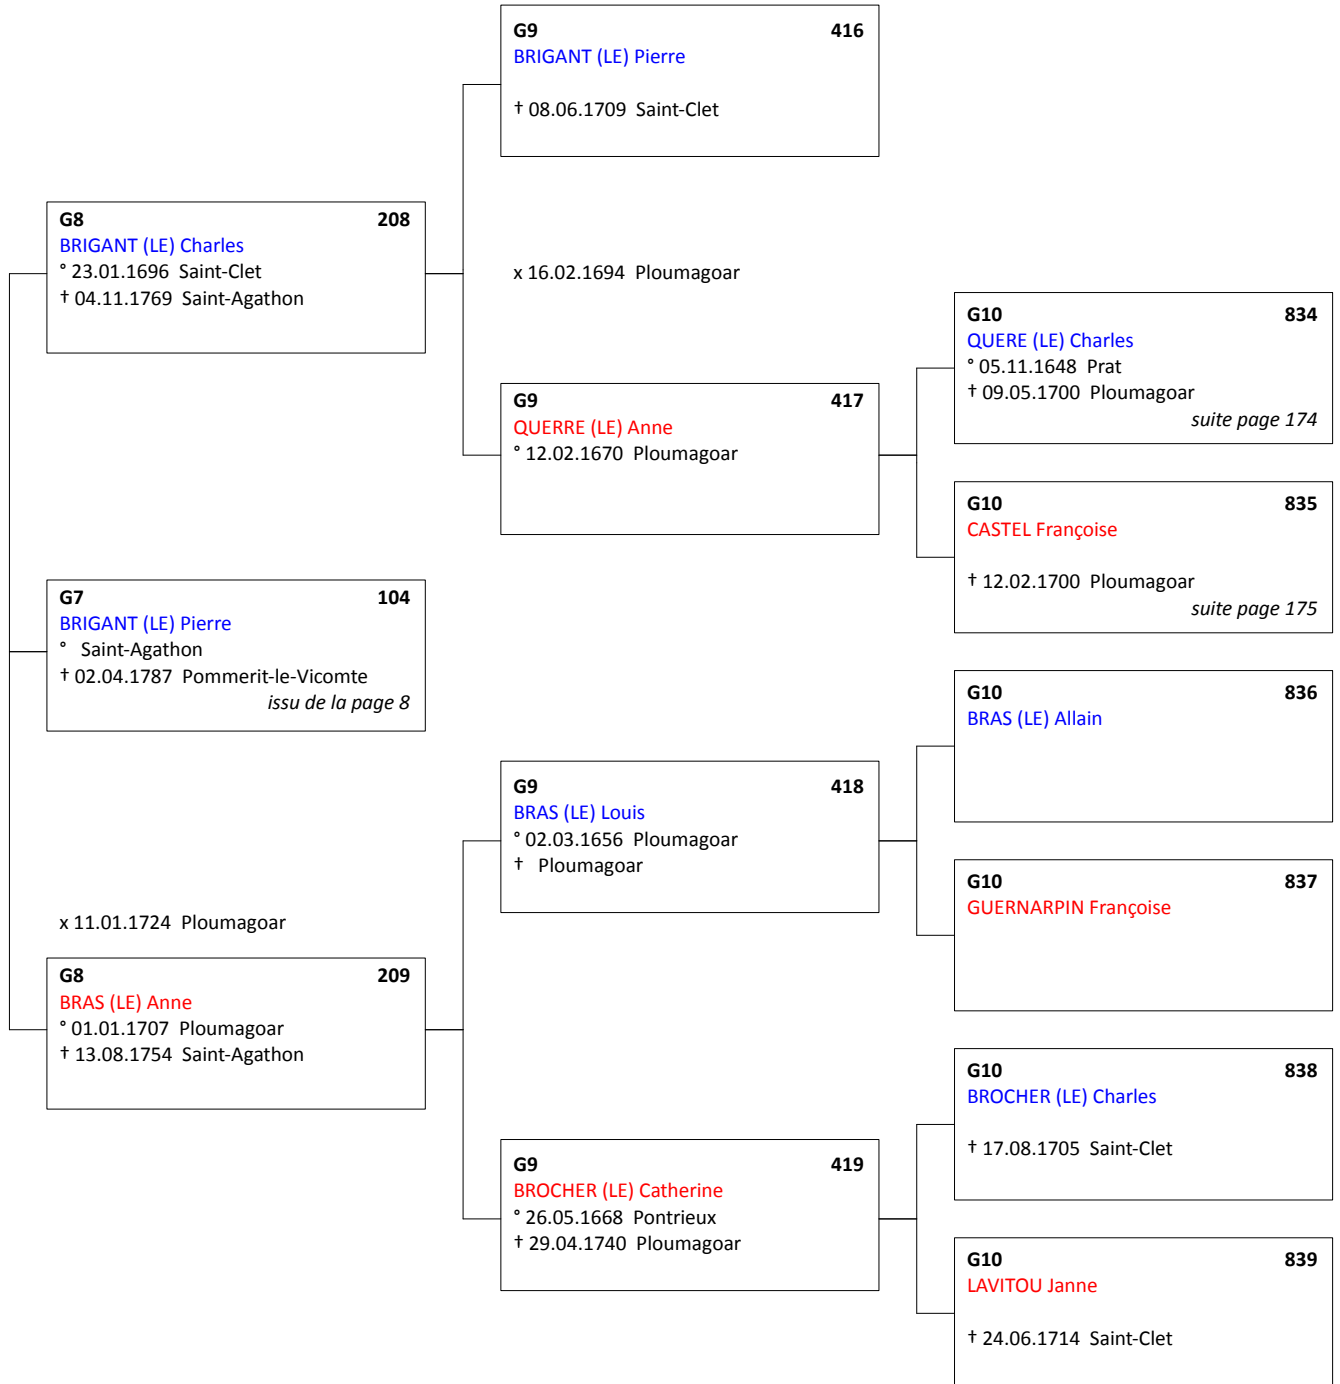 G9 416
BRIGANT (LE) Pierre
† 08.06.1709 Saint-Clet
G8 208
BRIGANT (LE) Charles
° 23.01.1696 Saint-Clet
† 04.11.1769 Saint-Agathon
x 16.02.1694 Ploumagoar
G10 834
QUERE (LE) Charles
° 05.11.1648 Prat
† 09.05.1700 Ploumagoar
suite page 174
G9 417
QUERRE (LE) Anne
° 12.02.1670 Ploumagoar
G10 835
CASTEL Françoise
† 12.02.1700 Ploumagoar
suite page 175
G7 104
BRIGANT (LE) Pierre
° Saint-Agathon
† 02.04.1787 Pommerit-le-Vicomte
issu de la page 8
G10 836
BRAS (LE) Allain
G9 418
BRAS (LE) Louis
° 02.03.1656 Ploumagoar
† Ploumagoar
G10 837
GUERNARPIN Françoise
x 11.01.1724 Ploumagoar
G8 209
BRAS (LE) Anne
° 01.01.1707 Ploumagoar
† 13.08.1754 Saint-Agathon
G10 838
BROCHER (LE) Charles
† 17.08.1705 Saint-Clet
G9 419
BROCHER (LE) Catherine
° 26.05.1668 Pontrieux
† 29.04.1740 Ploumagoar
G10 839
LAVITOU Janne
† 24.06.1714 Saint-Clet